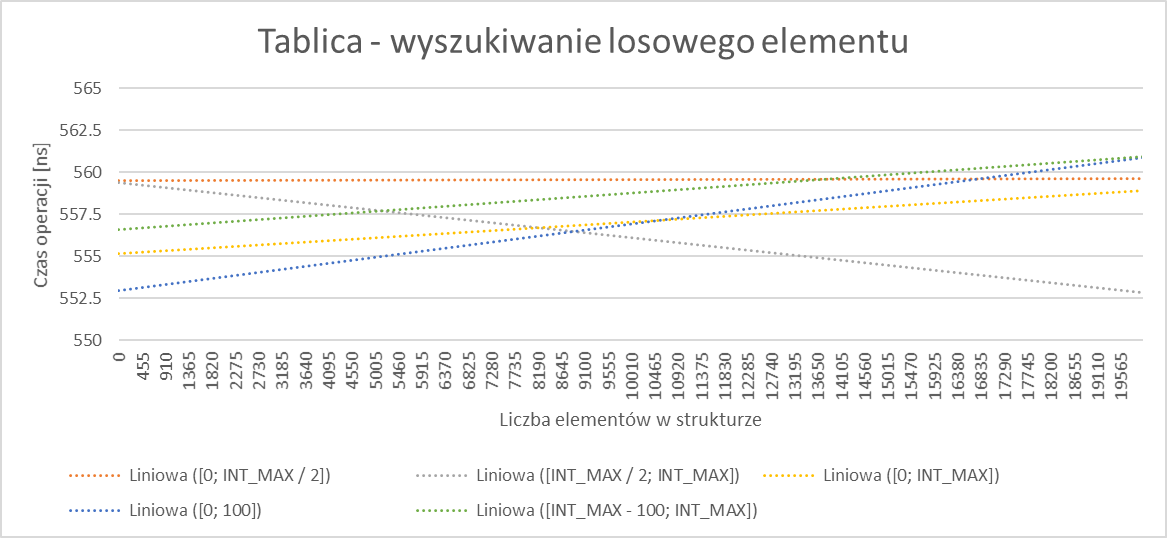 Tablica - wyszukiwanie losowego elementu
Czas operacji [ns]
565
562.5
560
557.5
555
552.5
550
0 455 910 1365 1820 2275 2730 3185 3640 4095 4550 5005 5460 5915 6370 6825 7280 7735 8190 8645 9100 9555 10010 10465 10920 11375 11830 12285 12740 13195 13650 14105 14560 15015 15470 15925 16380 16835 17290 17745 18200 18655 19110 19565
Liczba elementów w strukturze
Liniowa ([0; INT_MAX / 2]) Liniowa ([INT_MAX / 2; INT_MAX]) Liniowa ([0; INT_MAX])
Liniowa ([0; 100]) Liniowa ([INT_MAX - 100; INT_MAX])